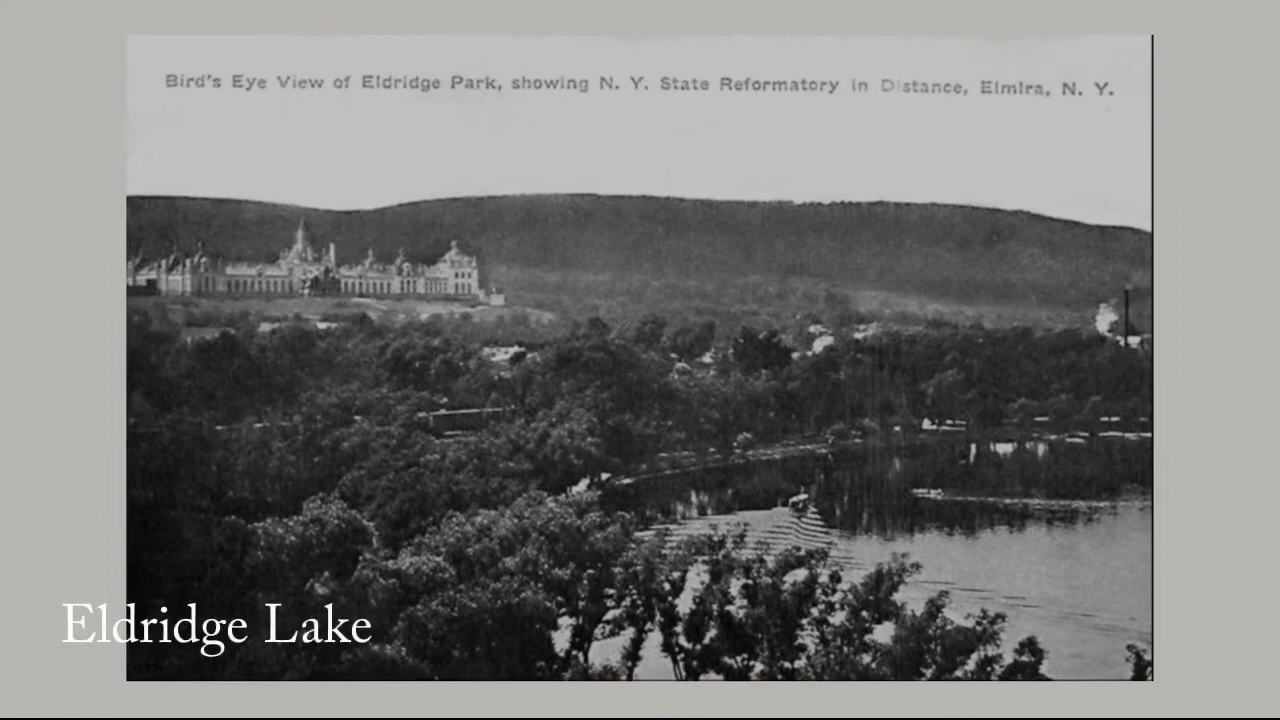 Bird's Eye View of Eldridge Park, showing N. Y. State Reformatory in Distance, Elmira, N. Y.
Eldridge Lake